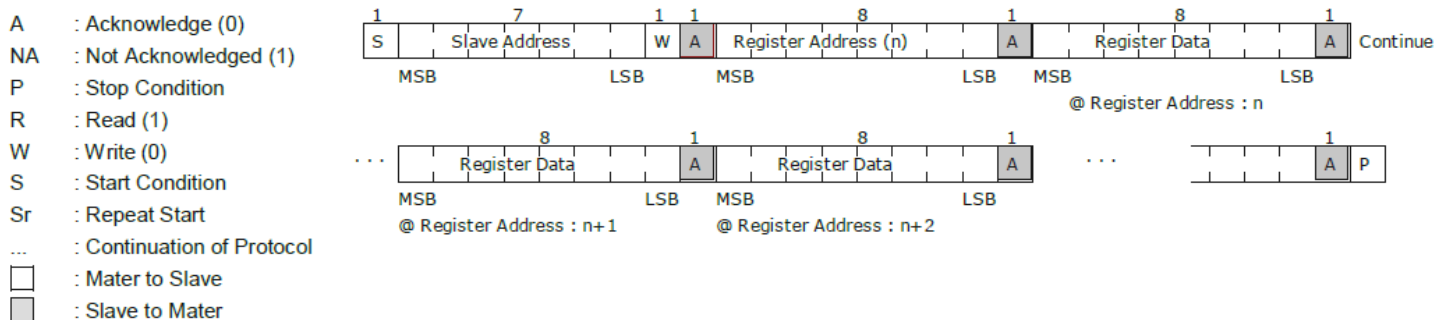 A : Acknowledge (0)
NA : Not Acknowledged (1)
P : Stop Condition
R : Read (1)
W : Write (0)
S : Start Condition
Sr : Repeat Start
... : Continuation of Protocol
: Mater to Slave
: Slave to Mater
1 7 1 1 8 1 8 1
S Slave Address W A Register Address (n) A Register Data A Continue
MSB LSB MSB LSB MSB LSB
@ Register Address : n
8 1 8 1 1
... Register Data A Register Data A ... A P
MSB LSB MSB LSB
@ Register Address : n+1 @ Register Address : n+2